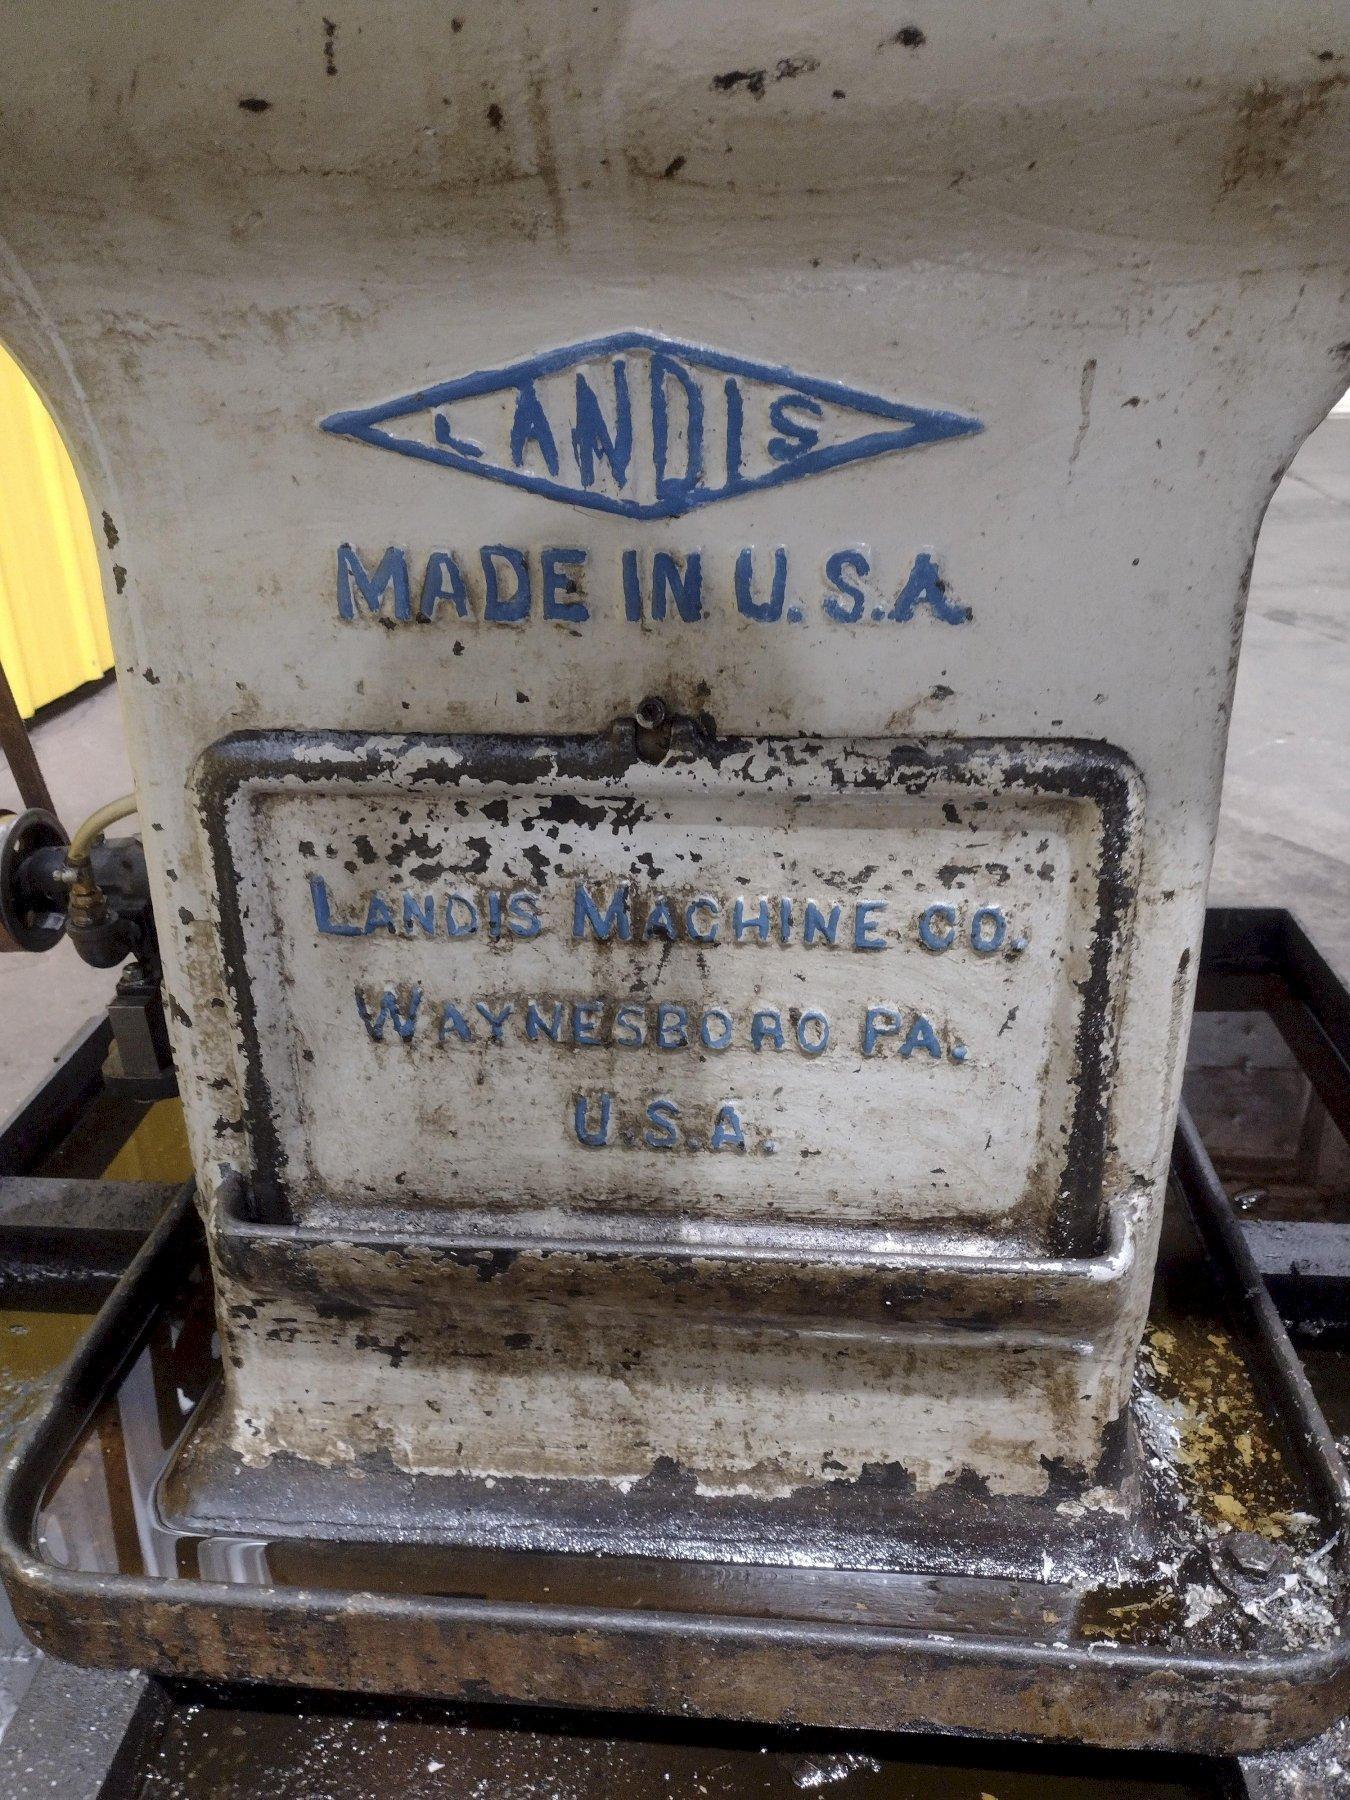 LANDIS
MADE IN U.S.A.
LANDIS MACHINE CO.
WAYNESBORO PA.
U.S.A.